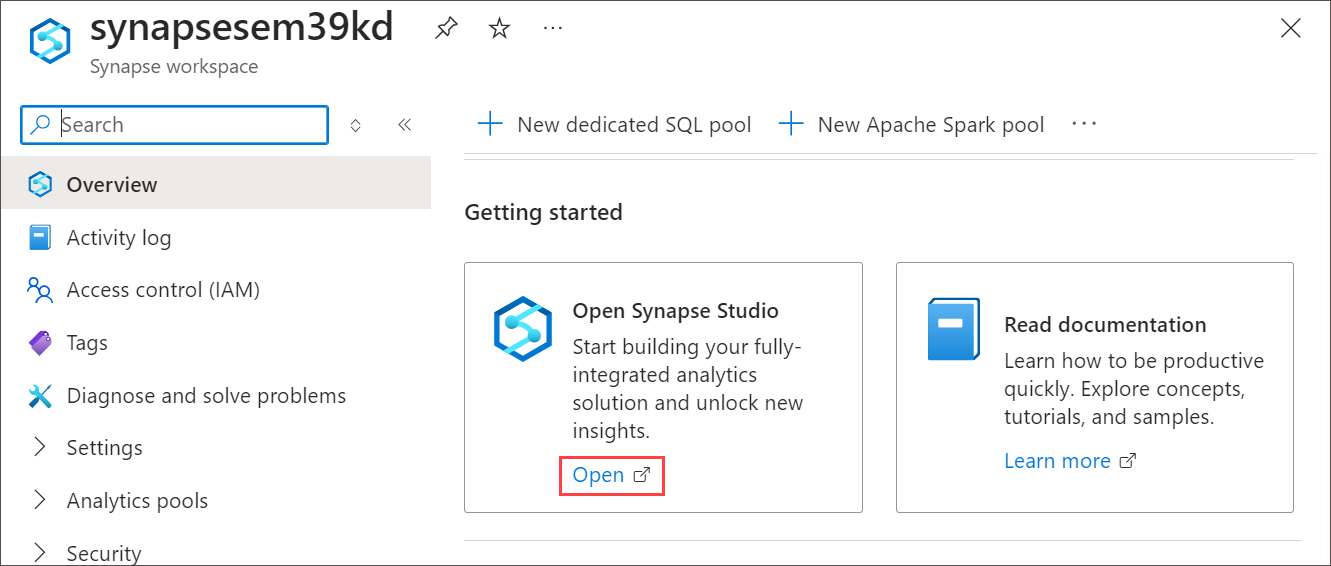 synapsesem39kd
Synapse workspace
Search
New dedicated SQL pool
New Apache Spark pool
Overview
Activity log
Access control (IAM)
Tags
Diagnose and solve problems
Settings
Analytics pools
Security
Getting started
Open Synapse Studio
Start building your fully-
integrated analytics
solution and unlock new
insights.
Open
Read documentation
Learn how to be productive
quickly. Explore concepts,
tutorials, and samples.
Learn more